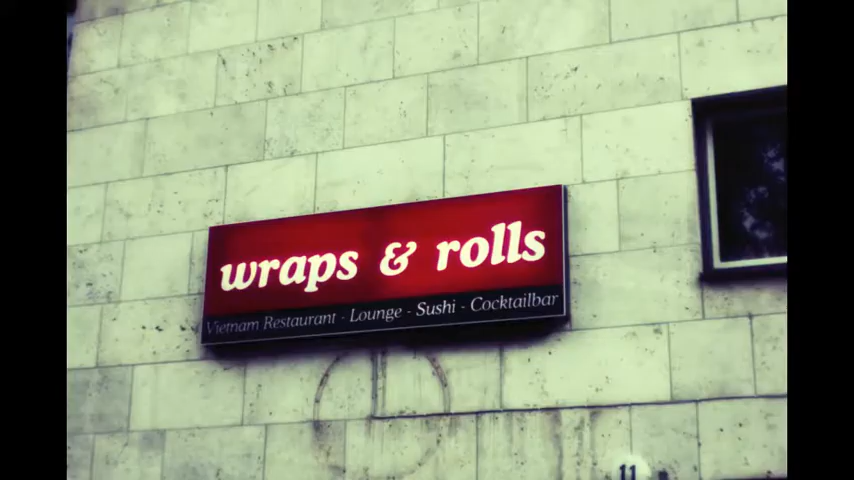 wraps & rolls
Vietnam Restaurant - Lounge - Sushi - Cocktailbar
11